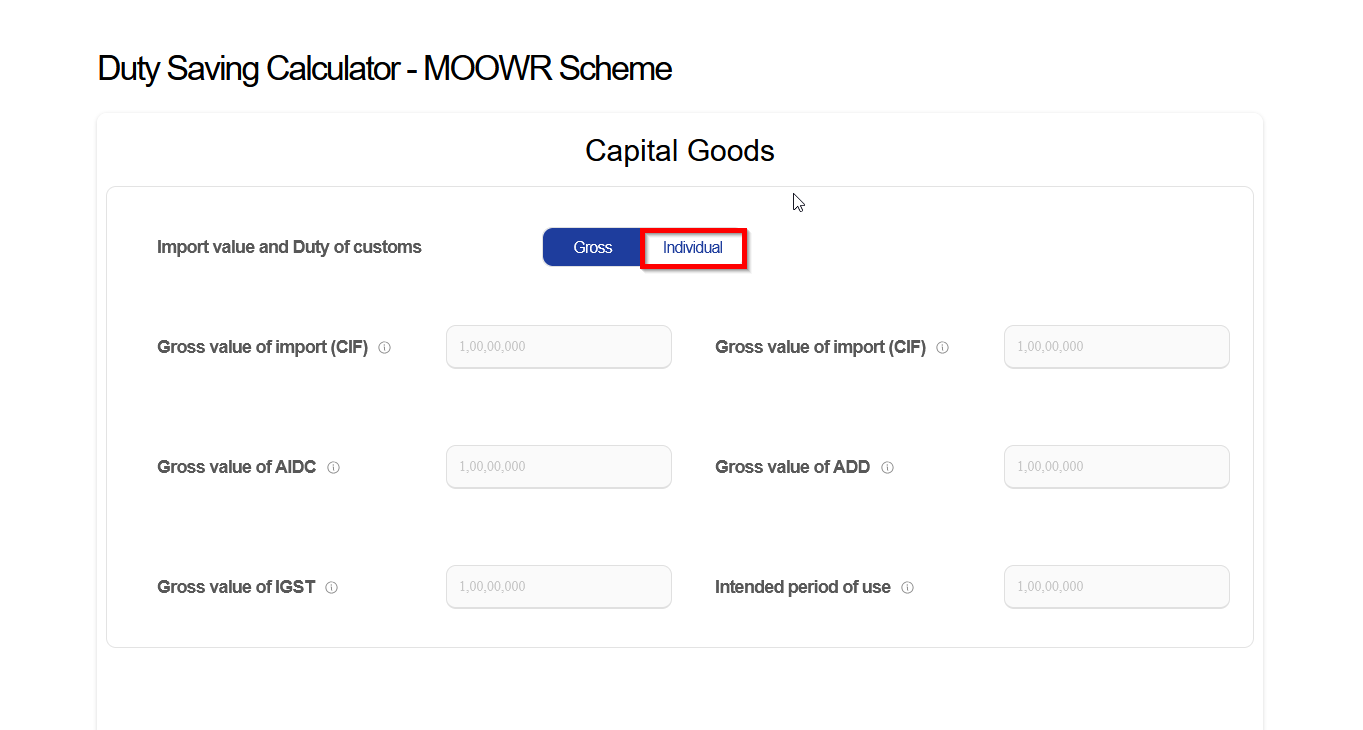 Duty Saving Calculator - MOOWR Scheme
Capital Goods
Import value and Duty of customs
Gross Individual
Gross value of import (CIF) 1,00,00,000 Gross value of import (CIF) 1,00,00,000
Gross value of AIDC 1,00,00,000 Gross value of ADD 1,00,00,000
Gross value of IGST 1,00,00,000 Intended period of use 1,00,00,000